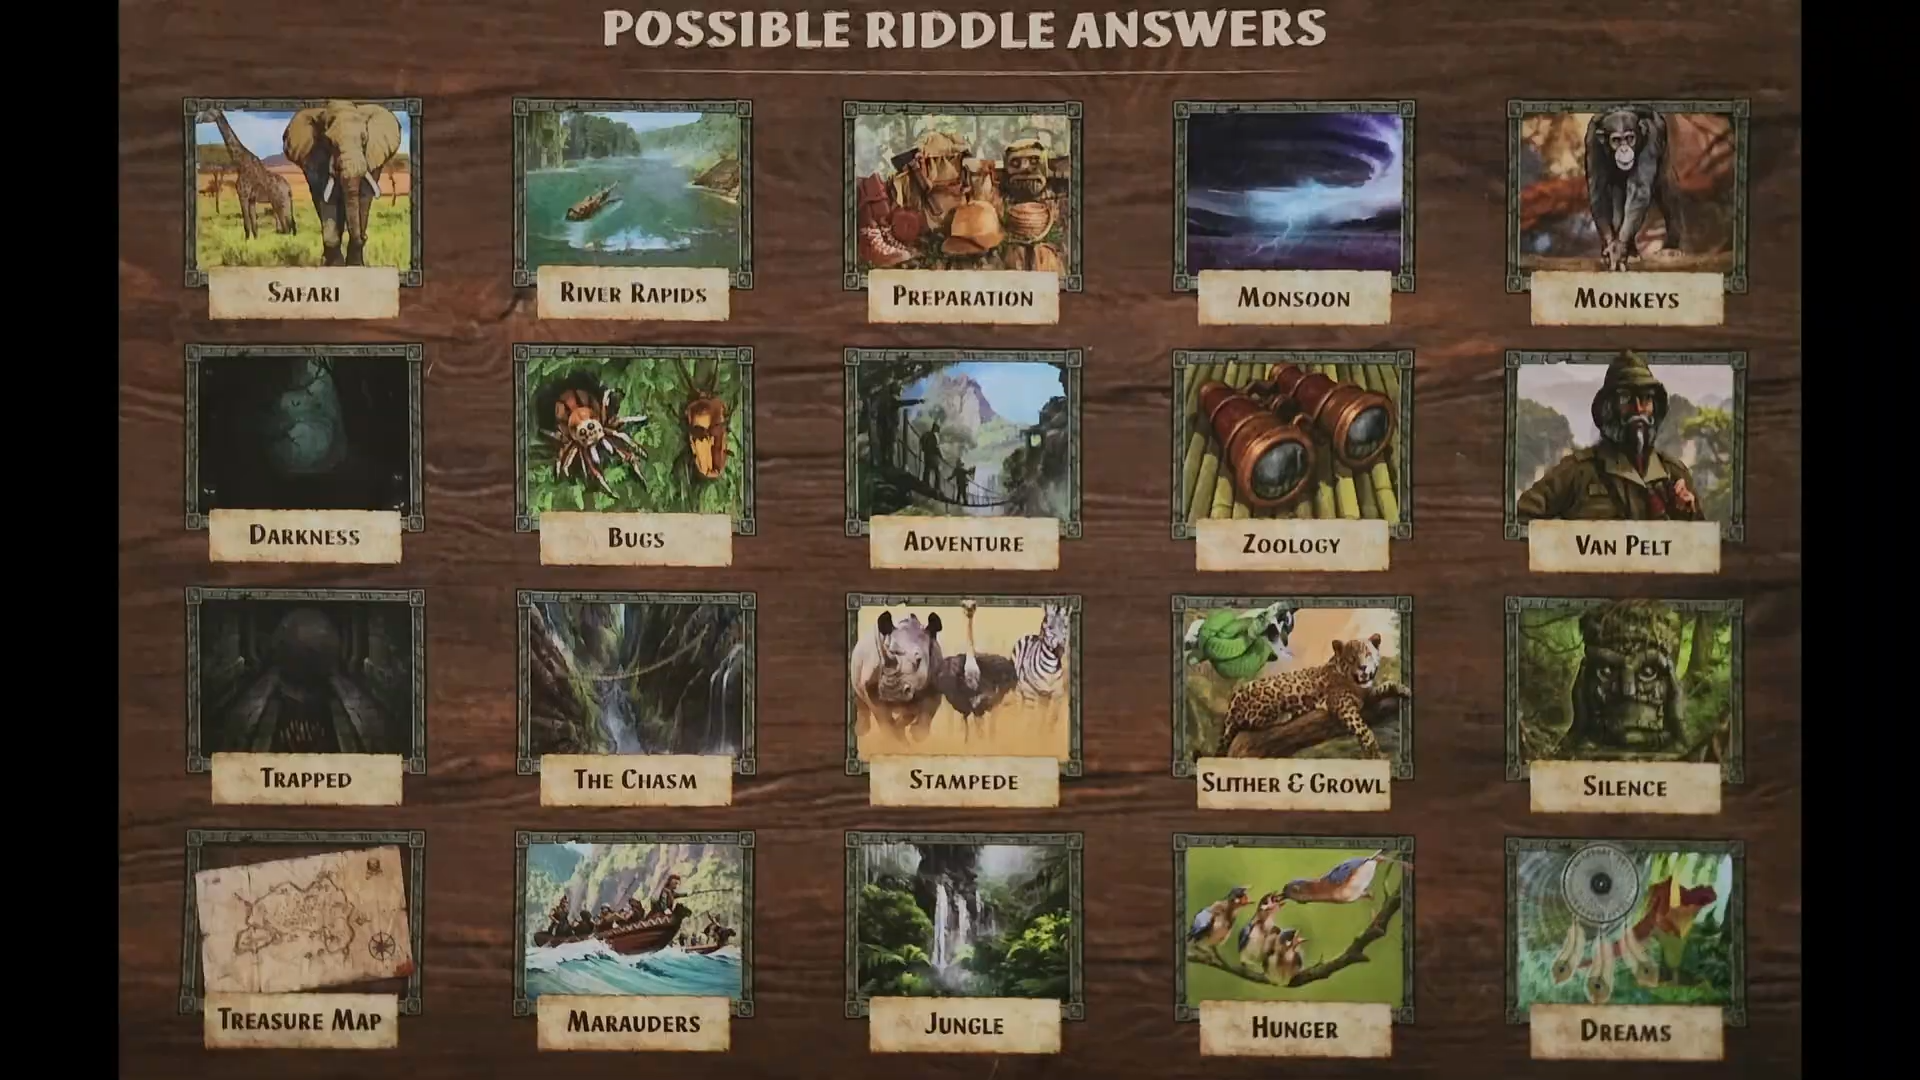 POSSIBLE RIDDLE ANSWERS
SAFARI
RIVER RAPIDS
PREPARATION
MONSOON
MONKEYS
DARKNESS
BUGS
ADVENTURE
ZOOLOGY
VAN PELT
TRAPPED
THE CHASM
STAMPEDE
SLITHER & GROWL
SILENCE
TREASURE MAP
MARAUDERS
JUNGLE
HUNGER
DREAMS